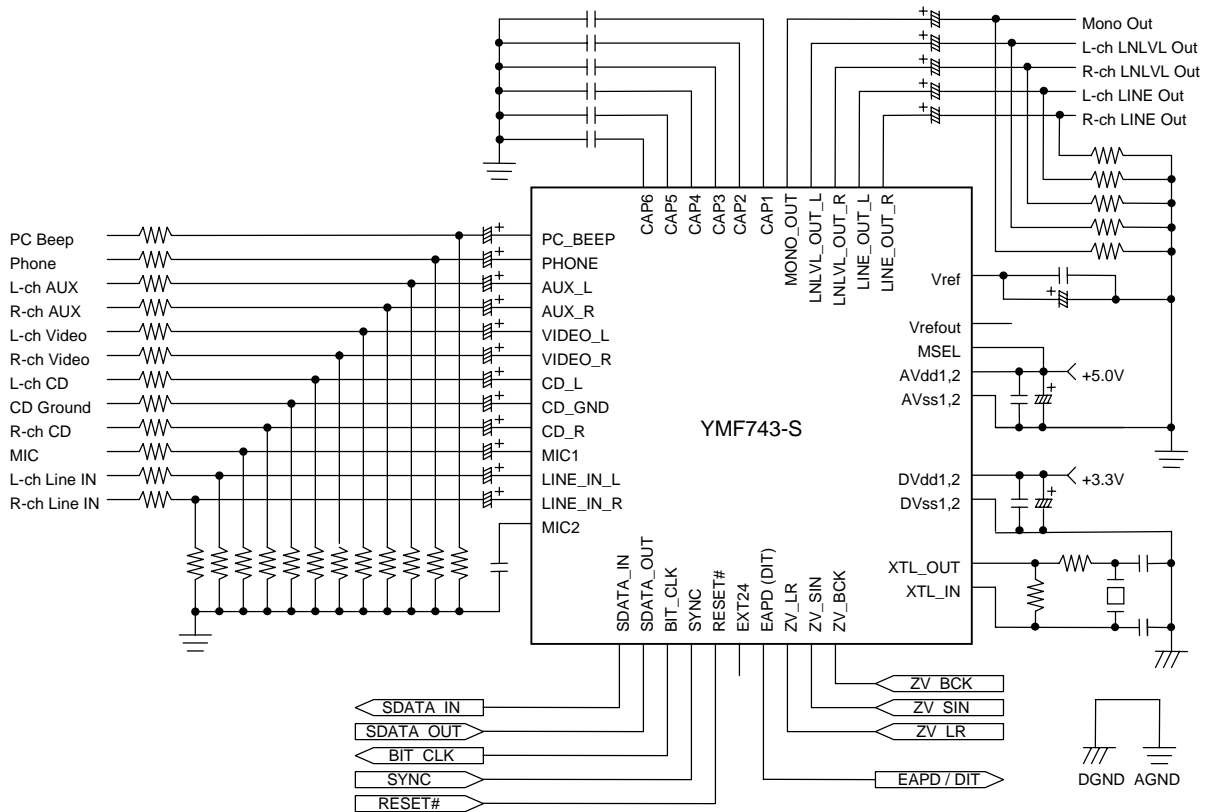 Mono Out
L-ch LNLVL Out
R-ch LNLVL Out
L-ch LINE Out
R-ch LINE Out
+
+
+
+
+
CAP6
CAP5
CAP4
CAP3
CAP2
CAP1
MONO_OUT
LNLVL_OUT_L
LNLVL_OUT_R
LINE_OUT_L
LINE_OUT_R
PC Beep
Phone
L-ch AUX
R-ch AUX
L-ch Video
R-ch Video
L-ch CD
CD Ground
R-ch CD
MIC
L-ch Line IN
R-ch Line IN
+
+
+
+
+
+
+
+
+
+
+
+
PC_BEEP
PHONE
AUX_L
AUX_R
VIDEO_L
VIDEO_R
CD_L
CD_GND
CD_R
MIC1
LINE_IN_L
LINE_IN_R
MIC2
YMF743-S
Vref
+
Vrefout
MSEL
AVdd1,2
+
+5.0V
AVss1,2
DVdd1,2
+
+3.3V
DVss1,2
XTL_OUT
XTL_IN
SDATA_IN
SDATA_OUT
BIT_CLK
SYNC
RESET#
EXT24
EAPD (DIT)
ZV_LR
ZV_SIN
ZV_BCK
SDATA_IN
SDATA_OUT
BIT_CLK
SYNC
RESET#
ZV_BCK
ZV_SIN
ZV_LR
EAPD / DIT
DGND
AGND